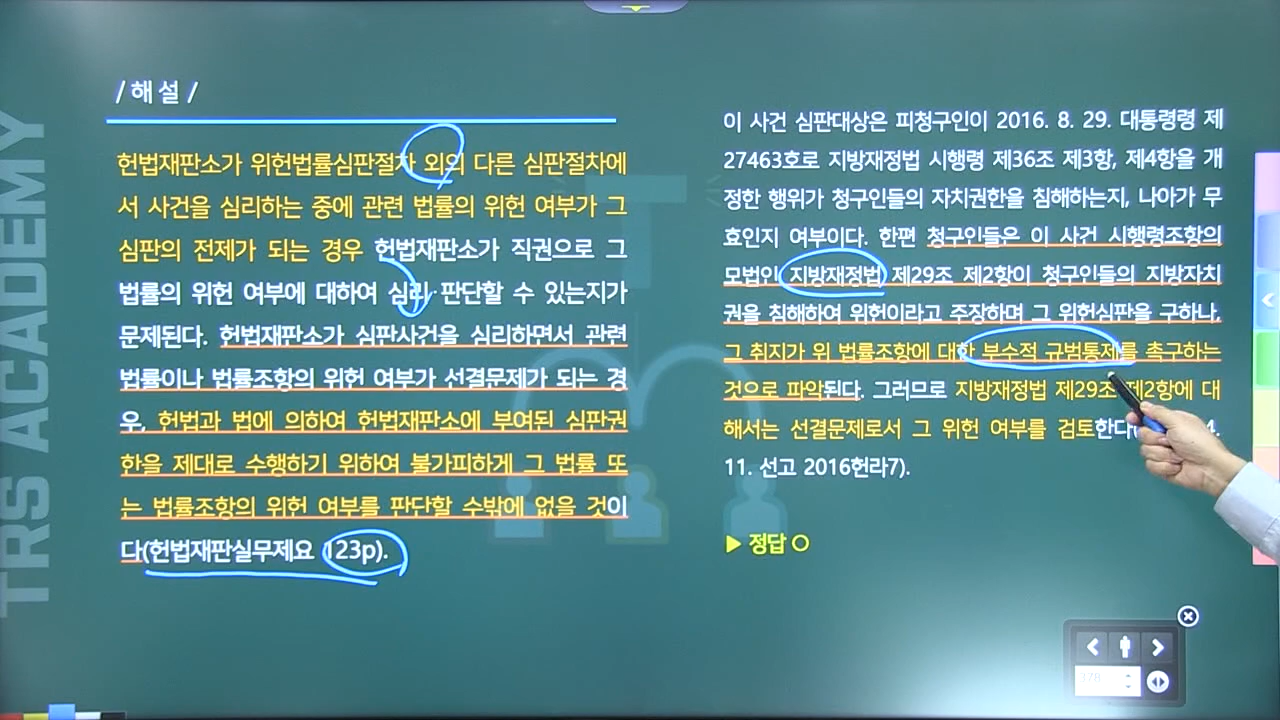 / 해 설 /
헌법재판소가 위헌법률심판절차 외의 다른 심판절차에
서 사건을 심리하는 중에 관련 법률의 위헌 여부가 그
심판의 전제가 되는 경우 헌법재판소가 직권으로 그
법률의 위헌 여부에 대하여 심리·판단할 수 있는지가
문제된다. 헌법재판소가 심판사건을 심리하면서 관련
법률이나 법률조항의 위헌 여부가 선결문제가 되는 경
우, 헌법과 법에 의하여 헌법재판소에 부여된 심판권
한을 제대로 수행하기 위하여 불가피하게 그 법률 또
는 법률조항의 위헌 여부를 판단할 수밖에 없을 것이
다(헌법재판실무제요 123p).
이 사건 심판대상은 피청구인이 2016. 8. 29. 대통령령 제
27463호로 지방재정법 시행령 제36조 제3항, 제4항을 개
정한 행위가 청구인들의 자치권한을 침해하는지, 나아가 무
효인지 여부이다. 한편 청구인들은 이 사건 시행령조항의
모법인 지방재정법 제29조 제2항이 청구인들의 지방자치
권을 침해하여 위헌이라고 주장하며 그 위헌심판을 구하나,
그 취지가 위 법률조항에 대한 부수적 규범통제를 촉구하는
것으로 파악된다. 그러므로 지방재정법 제29조 제2항에 대
해서는 선결문제로서 그 위헌 여부를 검토한다( 4.
11. 선고 2016헌라7).
▶ 정답 O
TRS ACADEMY
378